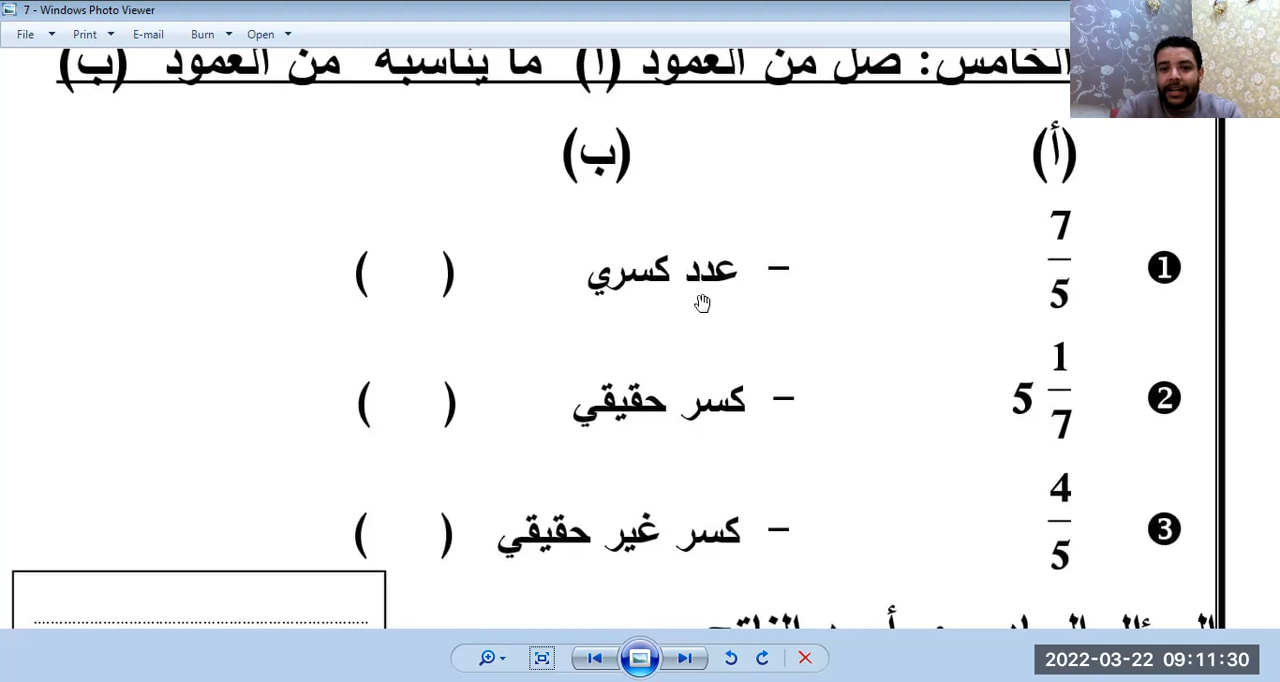 7 - Windows Photo Viewer
File Print E-mail Burn Open
الخامس: صل من العمود (أ) ما يناسبه من العمود (ب)
(أ) (ب)
❶ 7/5 - عدد كسري ( )
❷ 5 1/7 - كسر حقيقي ( )
❸ 4/5 - كسر غير حقيقي ( )
2022-03-22 09:11:30